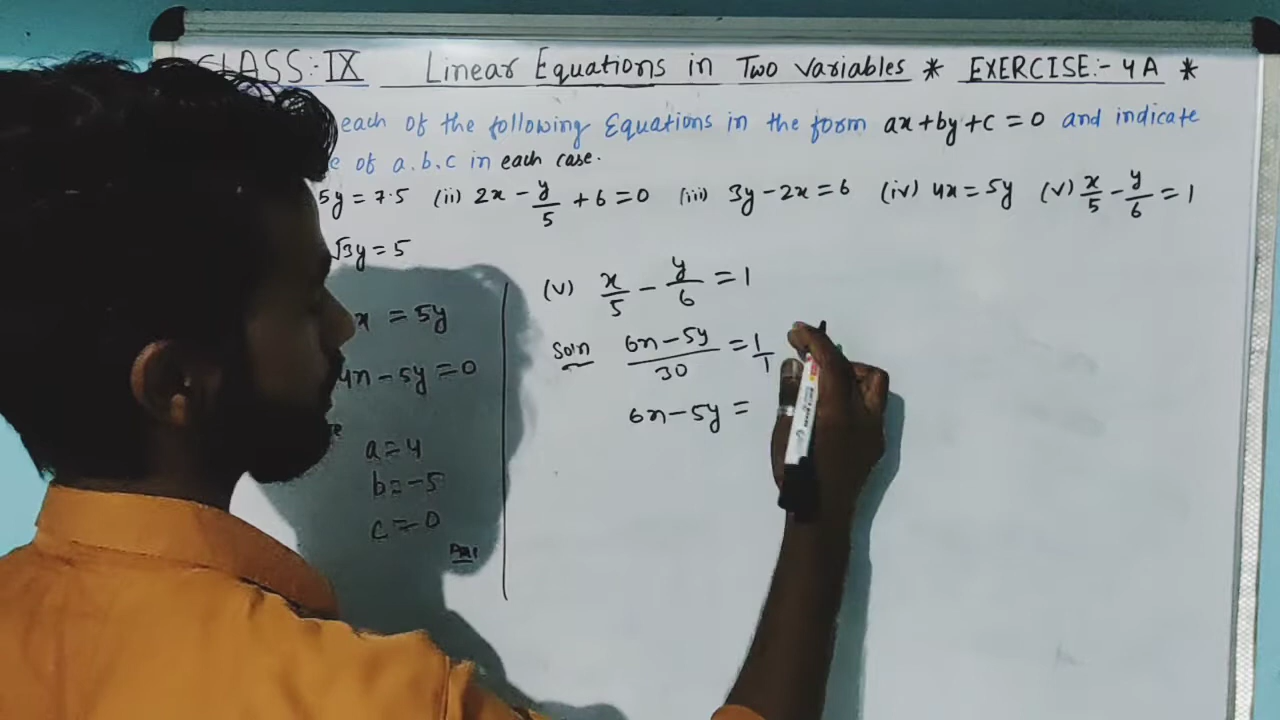 CLASS:- IX Linear Equations in Two Variables * EXERCISE:- 4A *
each of the following Equations in the form ax+by+c=0 and indicate
of a.b.c in each case.
5y=7.5 (ii) 2x - y/5 + 6=0 (iii) 3y-2x=6 (iv) 4x=5y (v) x/5 - y/6 = 1
√3y=5
x = 5y
4x-5y=0
a=4
b=-5
c=0
Ans
(v) x/5 - y/6 = 1
Soln 6x-5y/30 = 1/1
6x-5y =